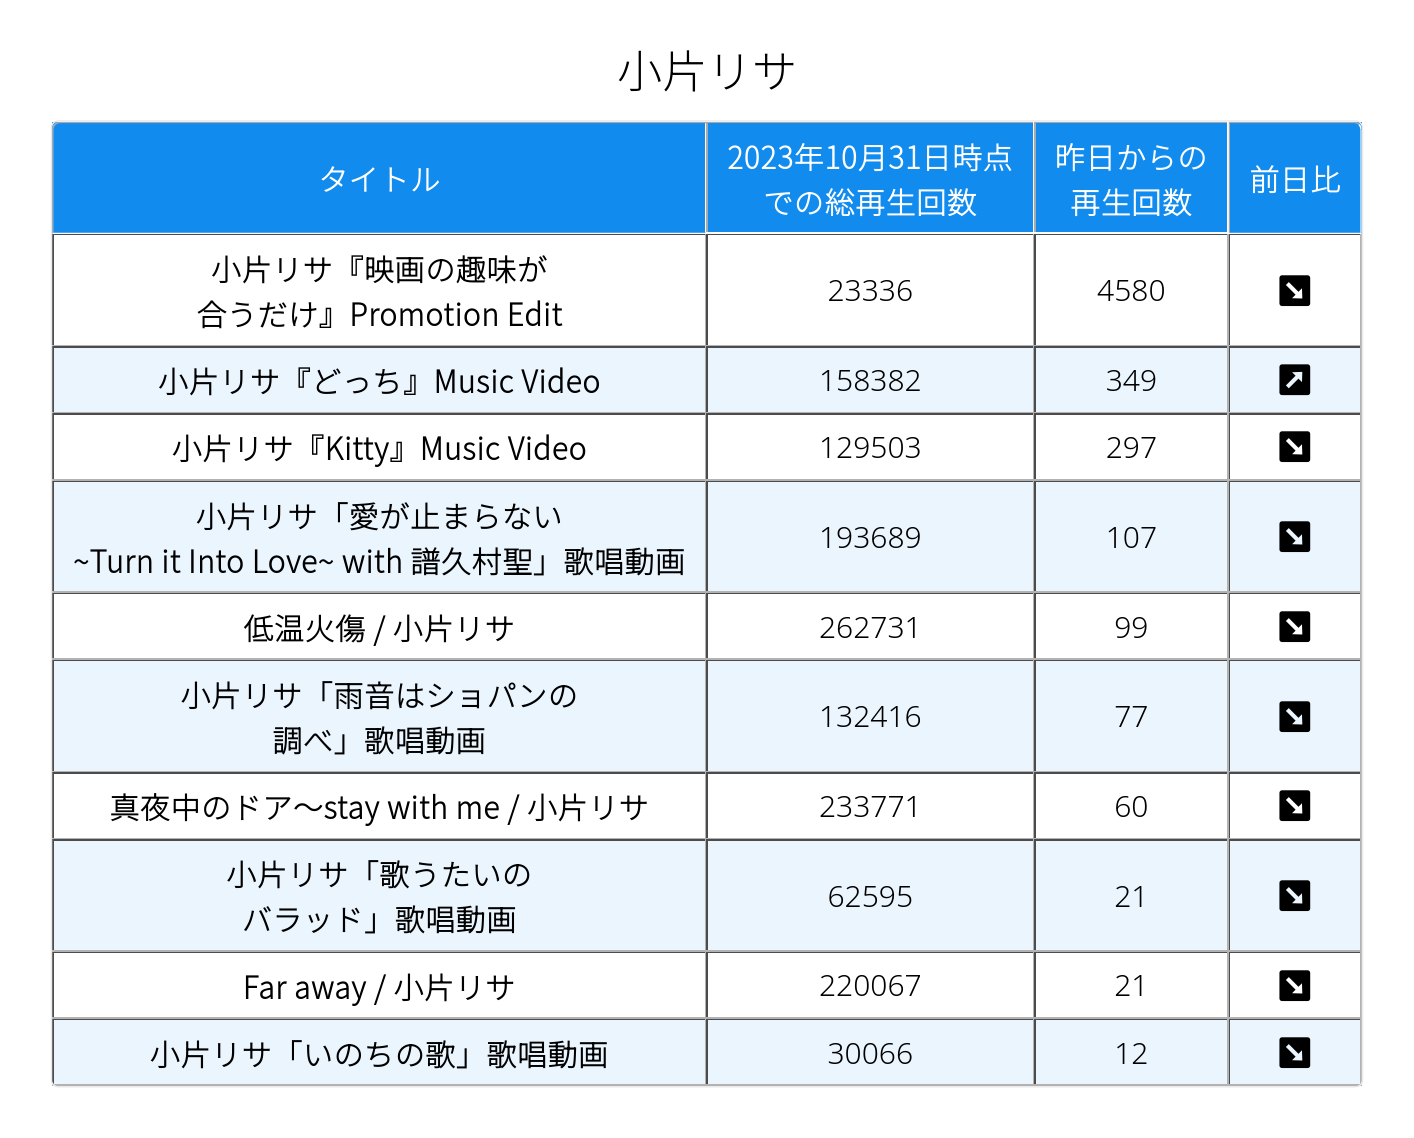 小片リサ
タイトル
2023年10月31日時点
での総再生回数
昨日からの
再生回数
前日比
小片リサ『映画の趣味が
合うだけ』Promotion Edit
23336
4580
小片リサ『どっち』Music Video
158382
349
小片リサ『Kitty』Music Video
129503
297
小片リサ「愛が止まらない
~Turn it Into Love~ with 譜久村聖」歌唱動画
193689
107
低温火傷 / 小片リサ
262731
99
小片リサ「雨音はショパンの
調べ」歌唱動画
132416
77
真夜中のドア〜stay with me / 小片リサ
233771
60
小片リサ「歌うたいの
バラッド」歌唱動画
62595
21
Far away / 小片リサ
220067
21
小片リサ「いのちの歌」歌唱動画
30066
12